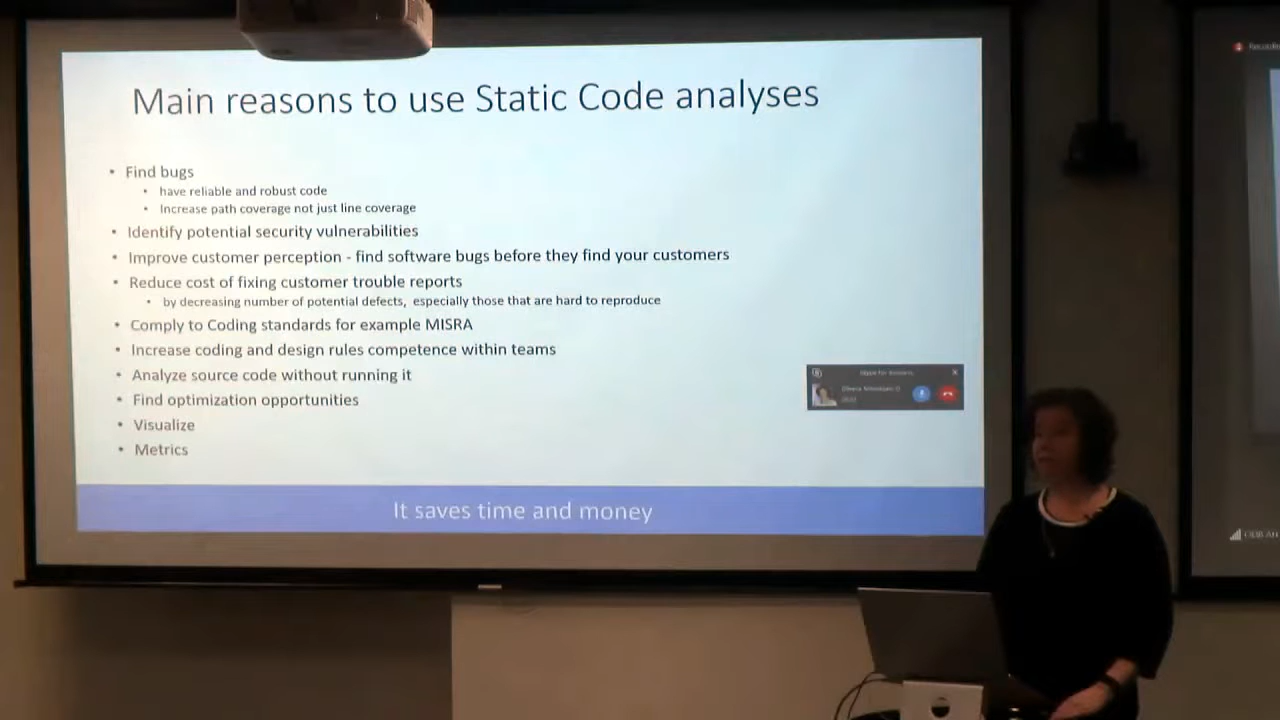 Main reasons to use Static Code analyses
• Find bugs
• have reliable and robust code
• Increase path coverage not just line coverage
• Identify potential security vulnerabilities
• Improve customer perception - find software bugs before they find your customers
• Reduce cost of fixing customer trouble reports
• by decreasing number of potential defects, especially those that are hard to reproduce
• Comply to Coding standards for example MISRA
• Increase coding and design rules competence within teams
• Analyze source code without running it
• Find optimization opportunities
• Visualize
• Metrics
It saves time and money